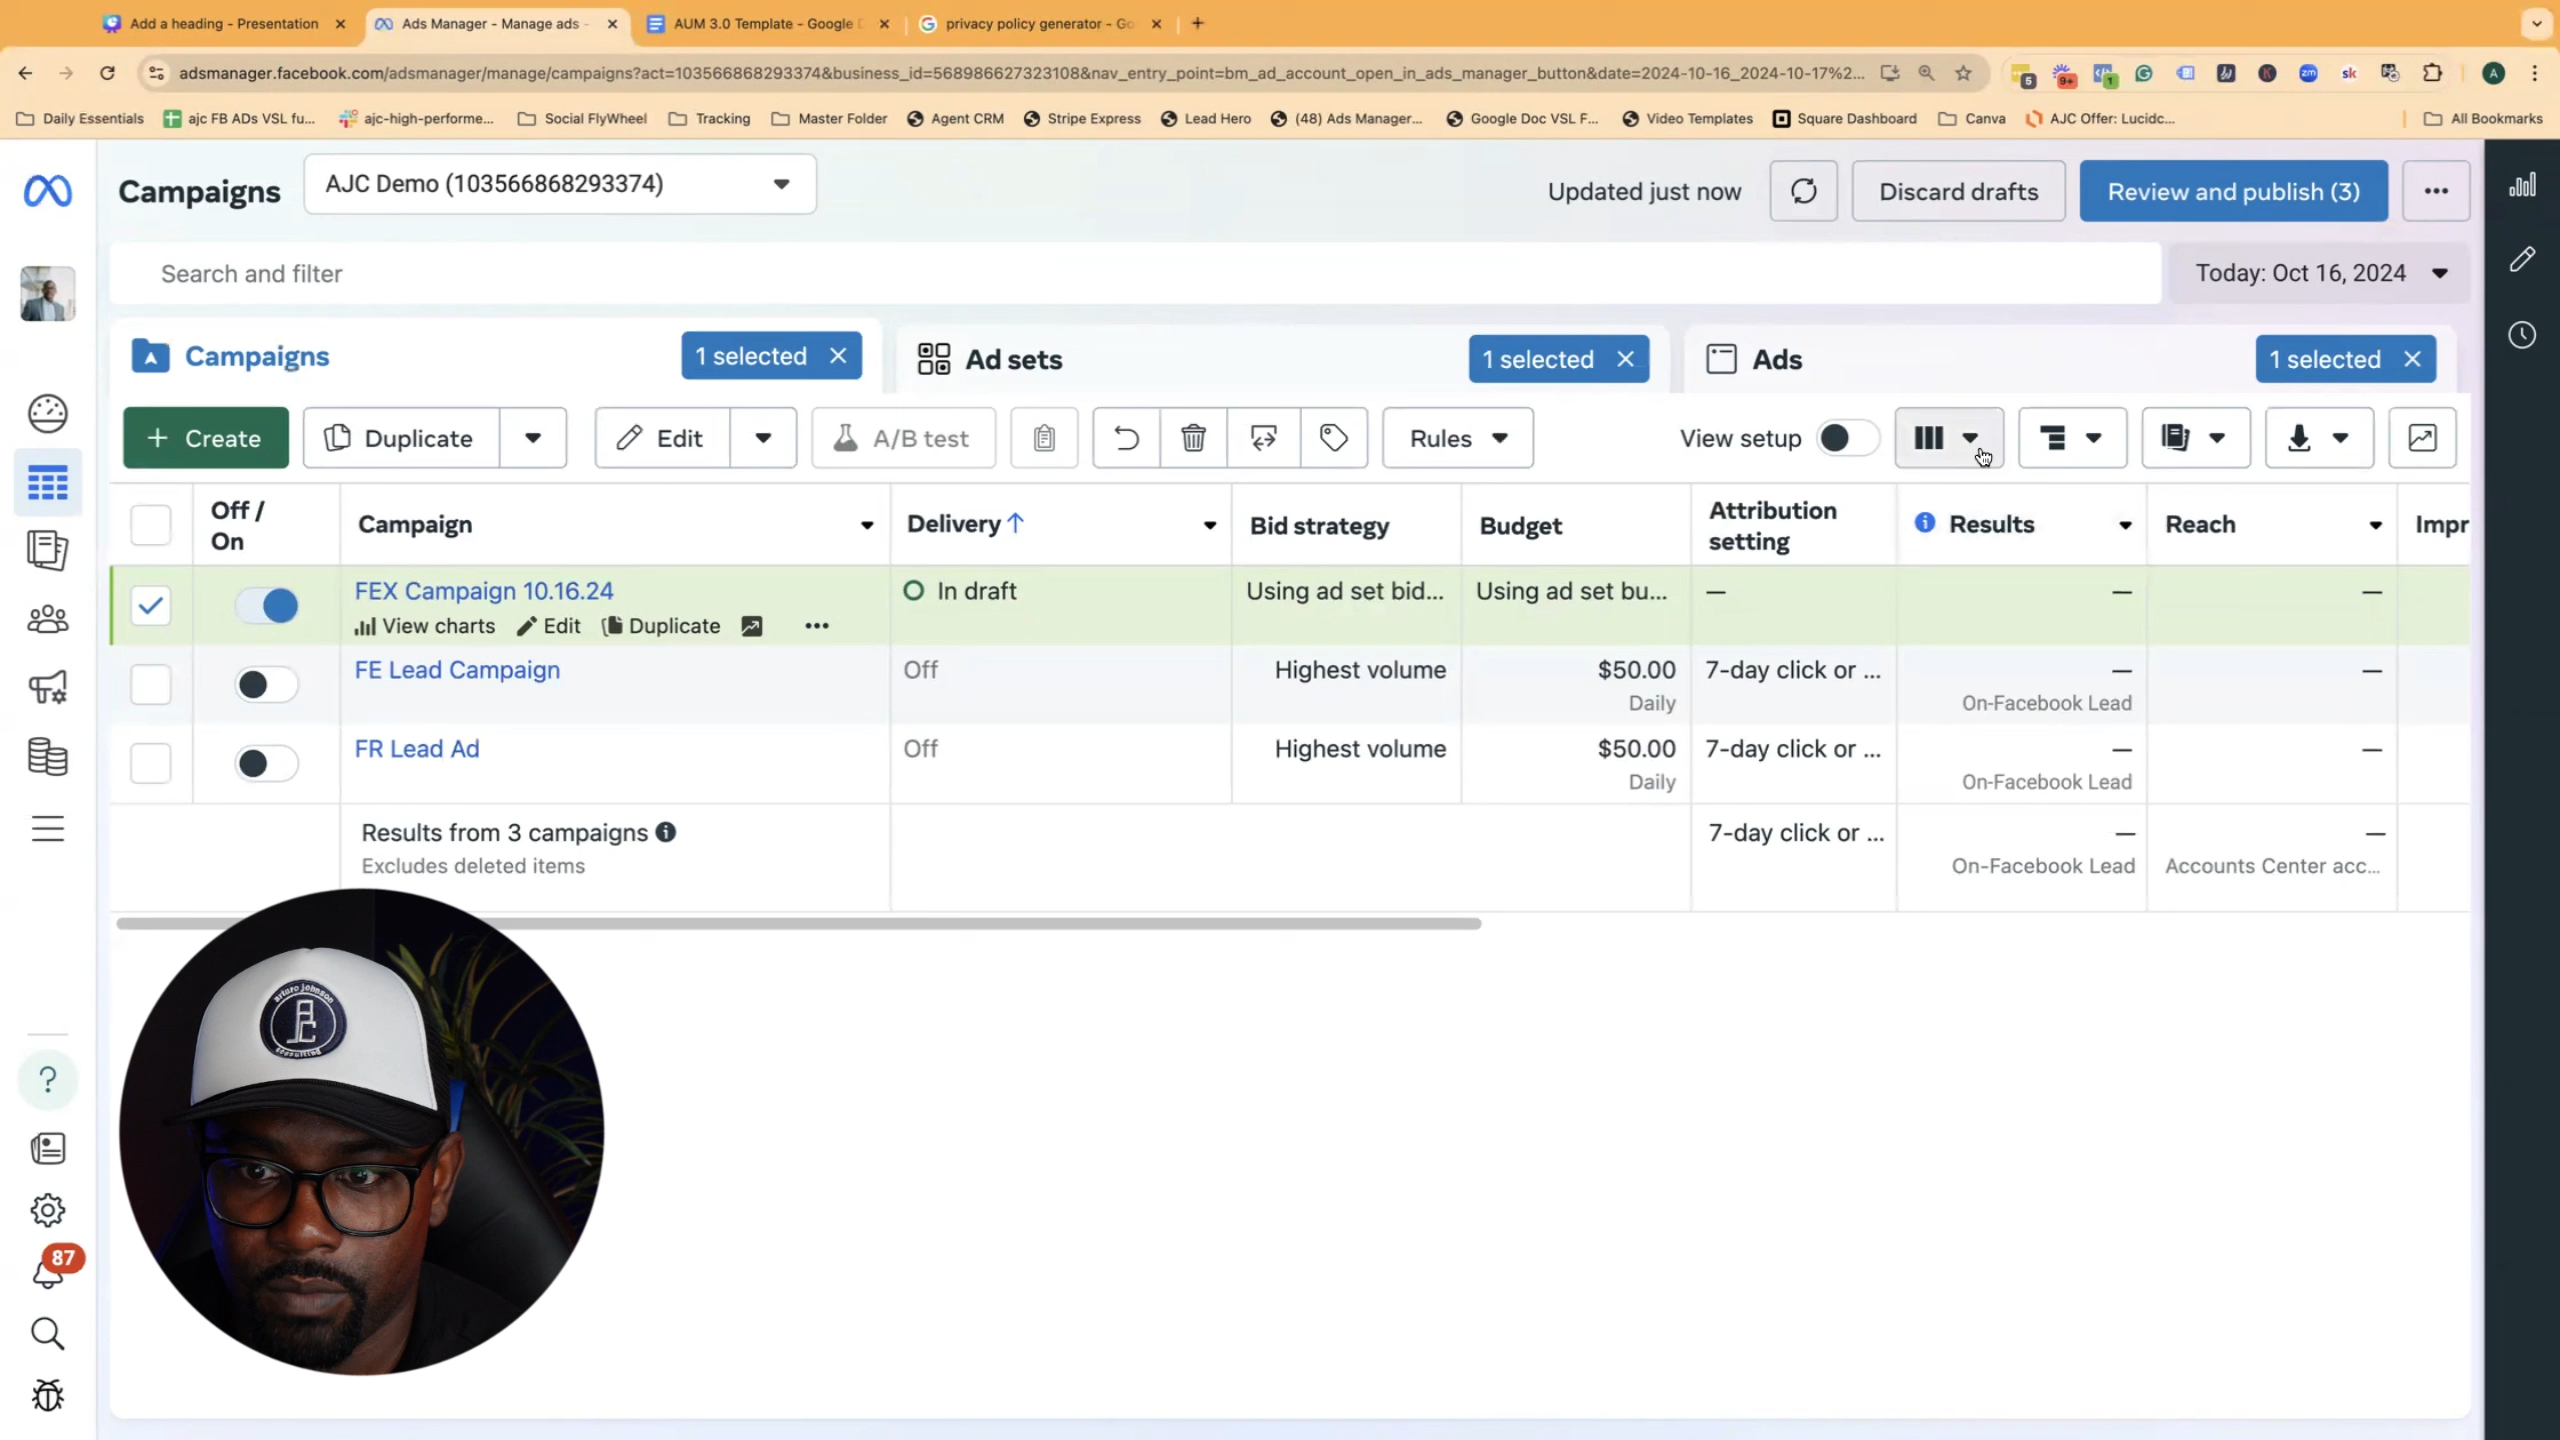 Add a heading - Presentation
Ads Manager - Manage ads -
AUM 3.0 Template - Google D
privacy policy generator - Go
adsmanager.facebook.com/adsmanager/manage/campaigns?act=103566868293374&business_id=568986627323108&nav_entry_point=bm_ad_account_open_in_ads_manager_button&date=2024-10-16_2024-10-17%2...
5
9+
1
zm
sk
A
Daily Essentials
ajc FB ADs VSL fu...
ajc-high-performe...
Social FlyWheel
Tracking
Master Folder
Agent CRM
Stripe Express
Lead Hero
(48) Ads Manager...
Google Doc VSL F...
Video Templates
Square Dashboard
Canva
AJC Offer: Lucidc...
All Bookmarks
Campaigns
AJC Demo (103566868293374)
Updated just now
Discard drafts
Review and publish (3)
Search and filter
Today: Oct 16, 2024
Campaigns
1 selected
Ad sets
1 selected
Ads
1 selected
+ Create
Duplicate
Edit
A/B test
Rules
View setup
Off /
On
Campaign
Delivery ↑
Bid strategy
Budget
Attribution
setting
Results
Reach
Impr
FEX Campaign 10.16.24
In draft
Using ad set bid...
Using ad set bu...
—
—
—
View charts
Edit
Duplicate
FE Lead Campaign
Off
Highest volume
$50.00
7-day click or ...
—
—
Daily
On-Facebook Lead
FR Lead Ad
Off
Highest volume
$50.00
7-day click or ...
—
—
Daily
On-Facebook Lead
Results from 3 campaigns
7-day click or ...
—
—
Excludes deleted items
On-Facebook Lead
Accounts Center acc...
arturo johnson
consulting
87